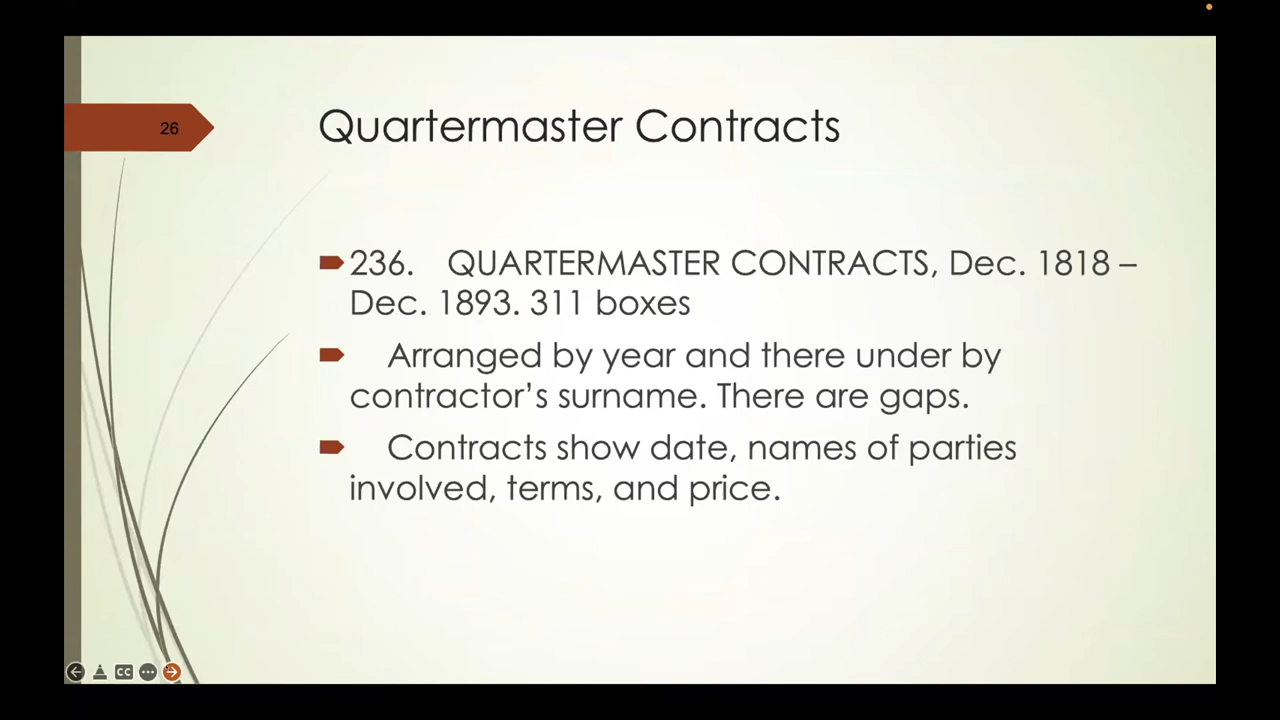 26
Quartermaster Contracts
236. QUARTERMASTER CONTRACTS, Dec. 1818 –
Dec. 1893. 311 boxes
Arranged by year and there under by
contractor’s surname. There are gaps.
Contracts show date, names of parties
involved, terms, and price.
CC